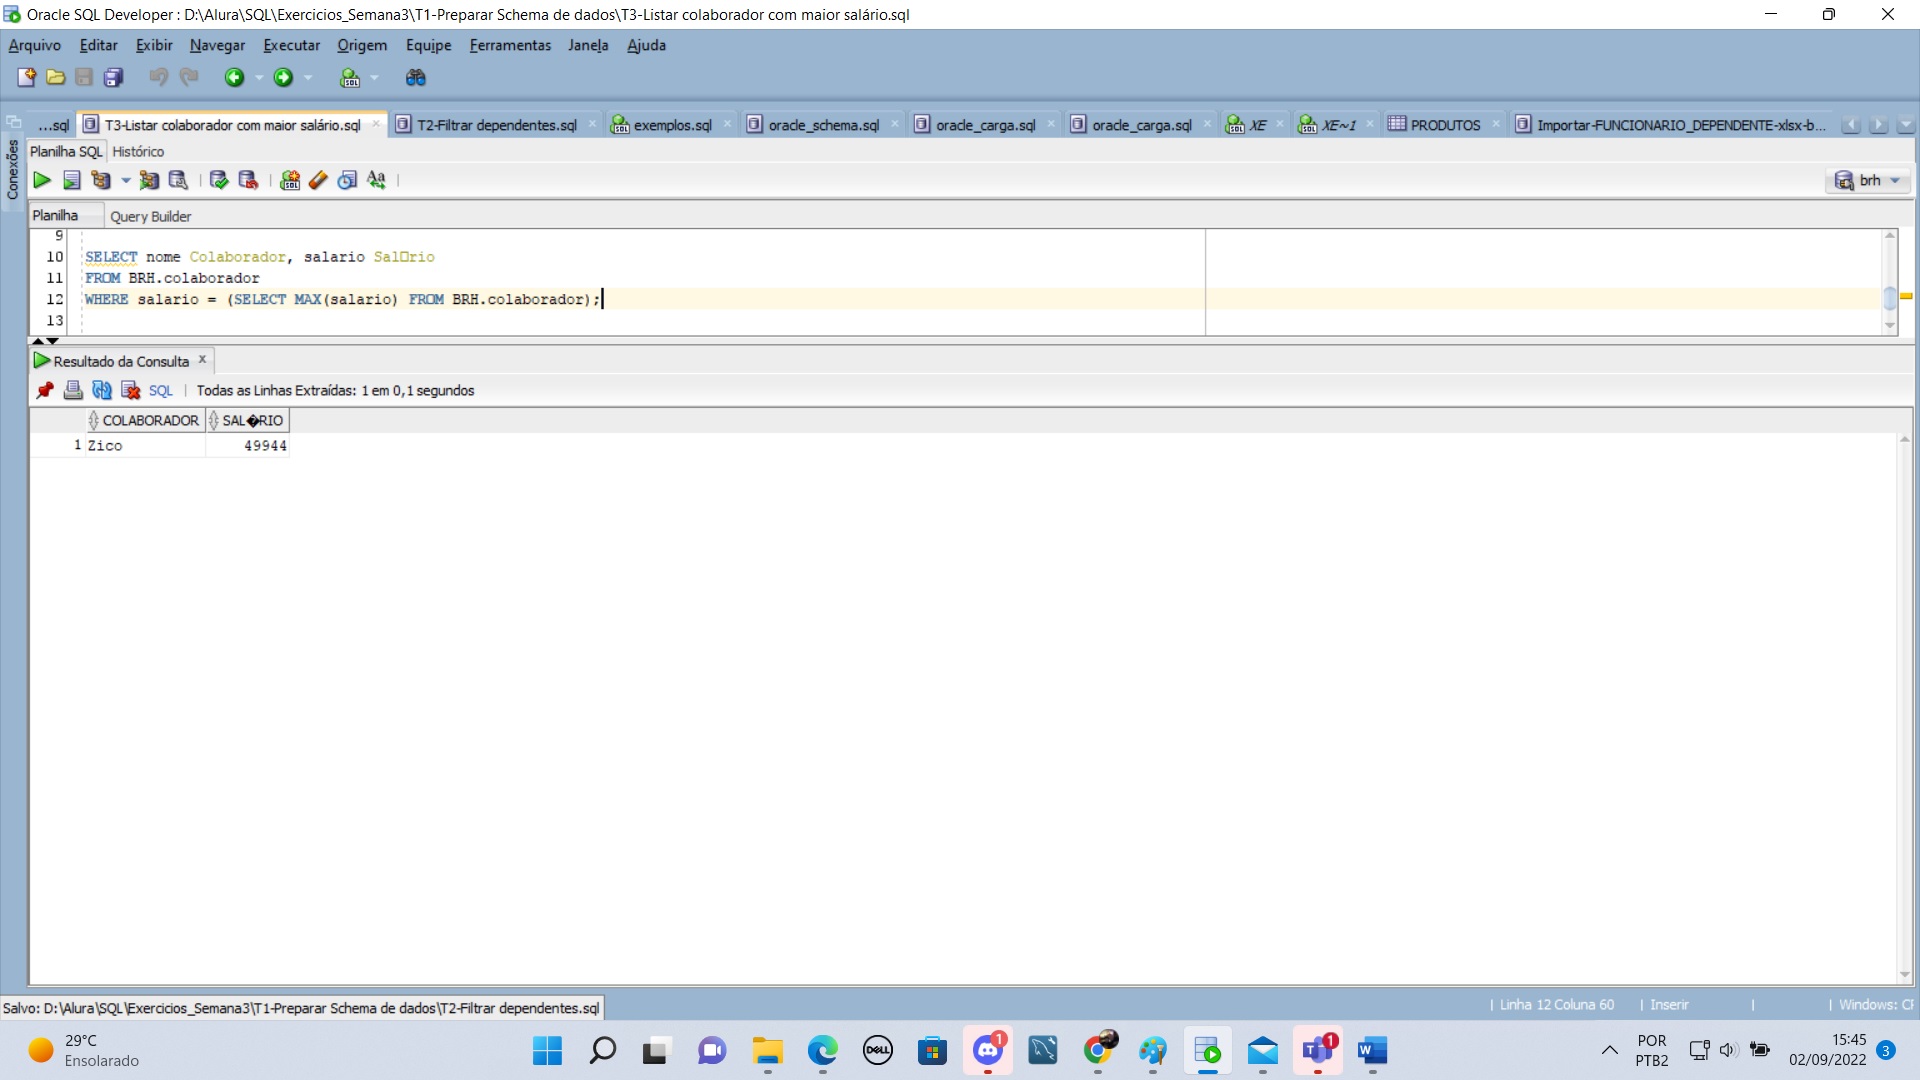 Oracle SQL Developer : D:\Alura\SQL\Exercicios_Semana3\T1-Preparar Schema de dados\T3-Listar colaborador com maior salário.sql
Arquivo Editar Exibir Navegar Executar Origem Equipe Ferramentas Janela Ajuda
...sql T3-Listar colaborador com maior salário.sql T2-Filtrar dependentes.sql exemplos.sql oracle_schema.sql oracle_carga.sql oracle_carga.sql XE XE~1 PRODUTOS Importar-FUNCIONARIO_DEPENDENTE-xlsx-b...
Conexões
Planilha SQL Histórico
brh
Planilha Query Builder
9
10 SELECT nome Colaborador, salario Sal□rio
11 FROM BRH.colaborador
12 WHERE salario = (SELECT MAX(salario) FROM BRH.colaborador);
13
Resultado da Consulta x
SQL | Todas as Linhas Extraídas: 1 em 0,1 segundos
COLABORADOR SAL�RIO
1 Zico 49944
Salvo: D:\Alura\SQL\Exercicios_Semana3\T1-Preparar Schema de dados\T2-Filtrar dependentes.sql
| Linha 12 Coluna 60 | Inserir | | Windows: CF
29°C
Ensolarado
DELL
1
1
POR
PTB2
15:45
02/09/2022
3